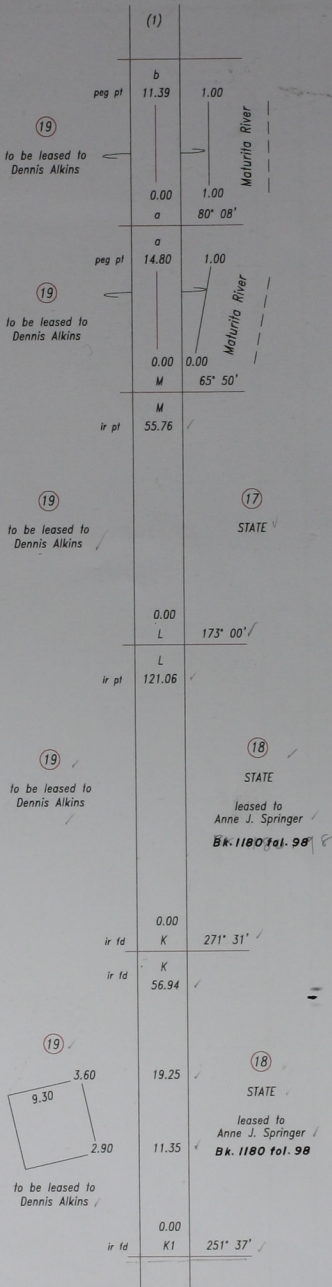 (1)
b
peg pt 11.39 1.00
(19)
to be leased to
Dennis Alkins
Maturita River
0.00 1.00
a 80° 08'
a
peg pt 14.80 1.00
(19)
to be leased to
Dennis Alkins
Maturita River
0.00 0.00
M 65° 50'
M
ir pt 55.76
(19) (17)
to be leased to STATE
Dennis Alkins
0.00
L 173° 00'
L
ir pt 121.06
(19) (18)
to be leased to STATE
Dennis Alkins leased to
Anne J. Springer
Bk. 1180 fol. 98
0.00
ir fd K 271° 31'
ir fd K
56.94
(19) (18)
3.60 19.25 STATE
9.30
leased to
Anne J. Springer
2.90 11.35 Bk. 1180 fol. 98
to be leased to
Dennis Alkins
0.00
ir fd K1 251° 37'